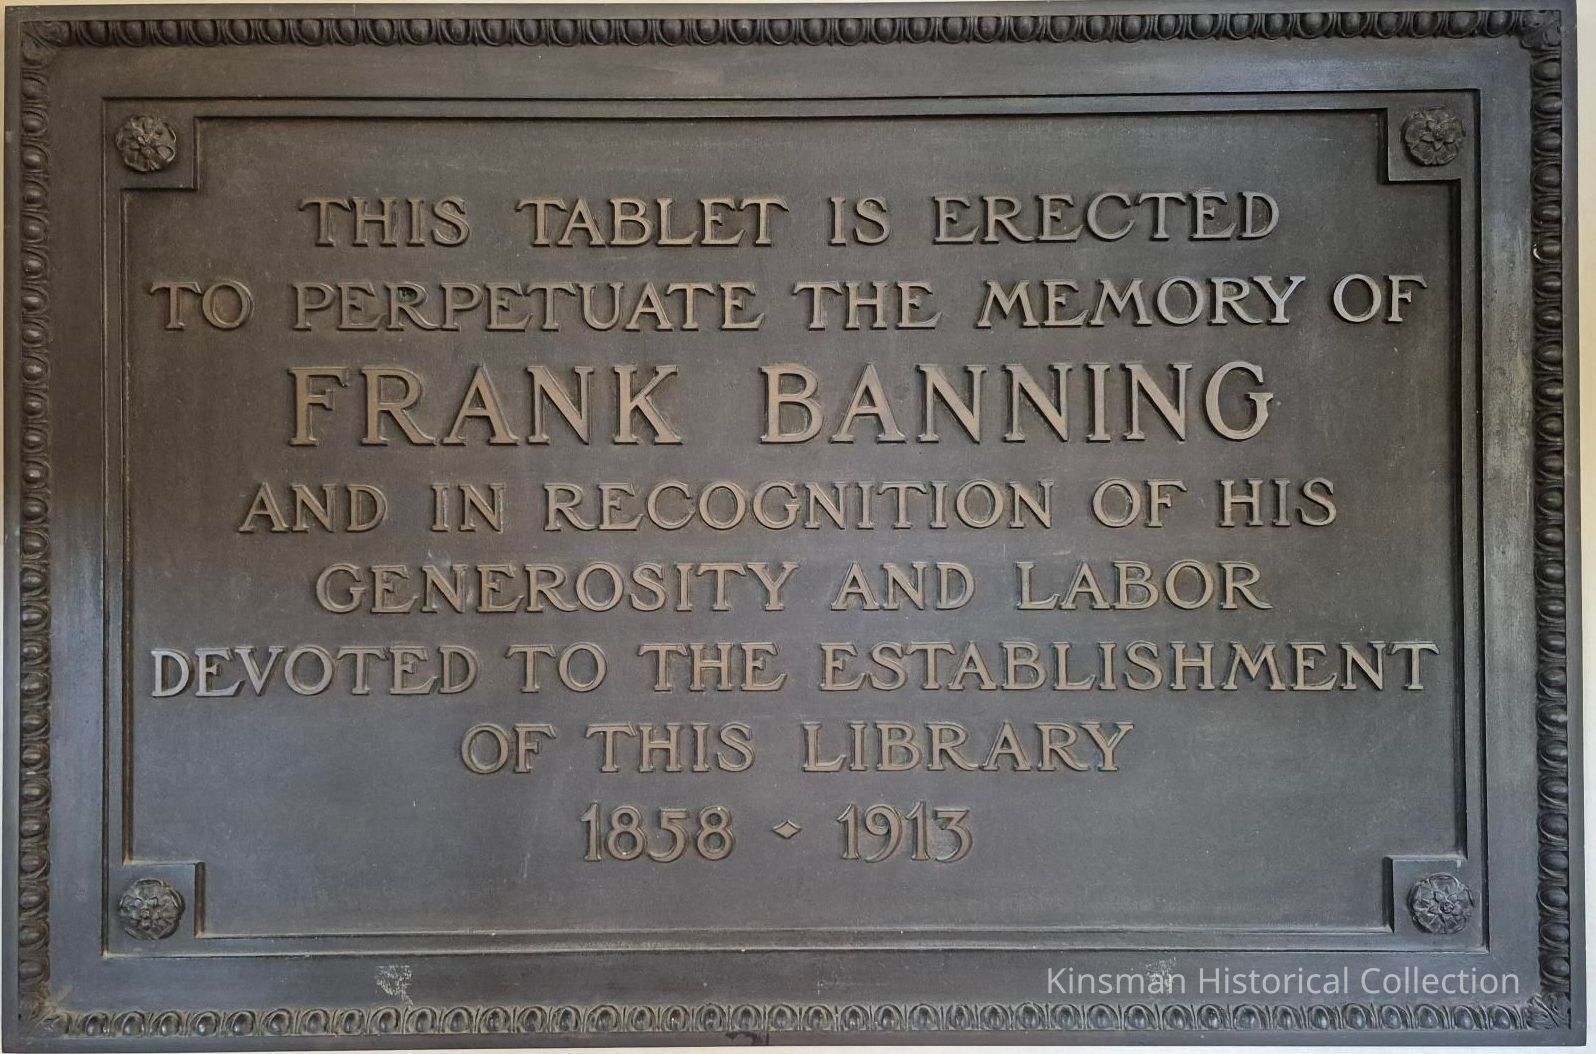 THIS TABLET IS ERECTED
TO PERPETUATE THE MEMORY OF
FRANK BANNING
AND IN RECOGNITION OF HIS
GENEROSITY AND LABOR
DEVOTED TO THE ESTABLISHMENT
OF THIS LIBRARY
1858 ⬦ 1913
Kinsman Historical Collection